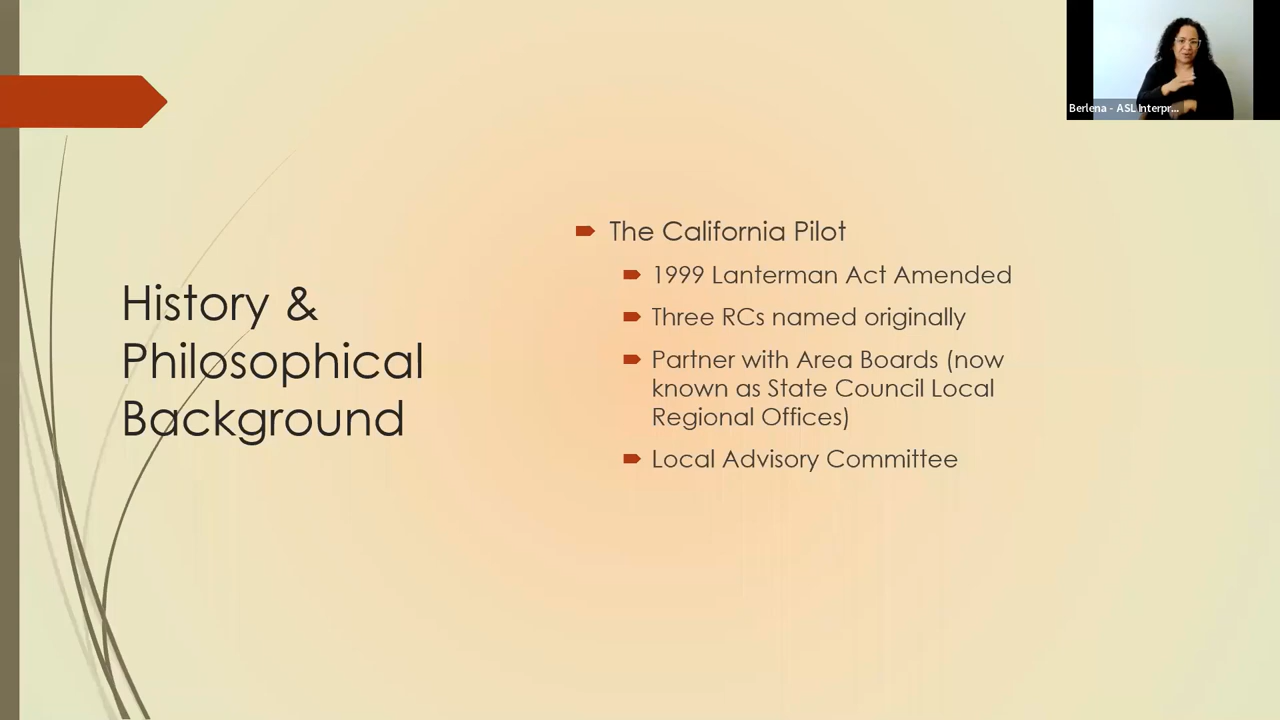 Berlena - ASL Interpr...
History &
Philosophical
Background
The California Pilot
1999 Lanterman Act Amended
Three RCs named originally
Partner with Area Boards (now
known as State Council Local
Regional Offices)
Local Advisory Committee